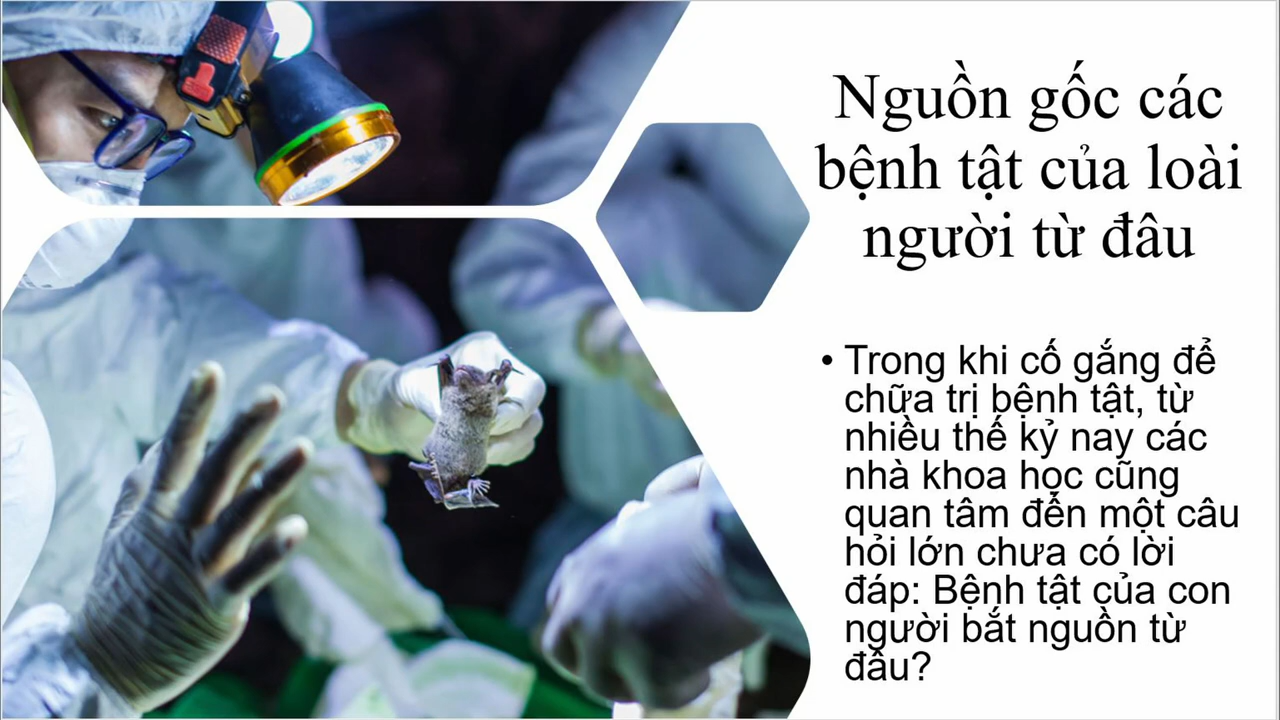 Nguồn gốc các
bệnh tật của loài
người từ đâu
• Trong khi cố gắng để
chữa trị bệnh tật, từ
nhiều thế kỷ nay các
nhà khoa học cũng
quan tâm đến một câu
hỏi lớn chưa có lời
đáp: Bệnh tật của con
người bắt nguồn từ
đâu?